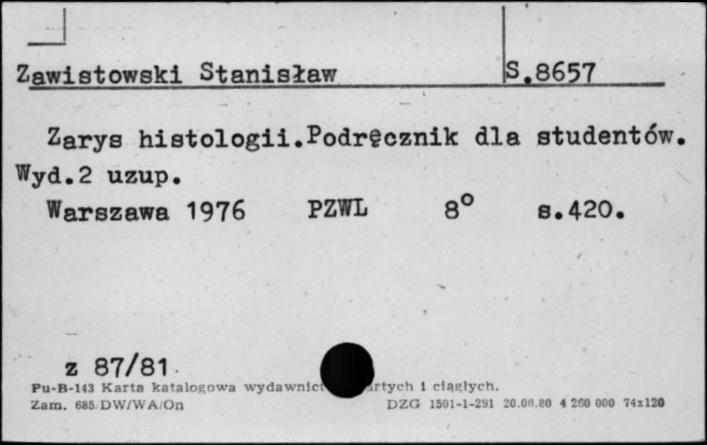 Zawistowski Stanisław S.8657
Zarys histologii.Podręcznik dla studentów.
Wyd.2 uzup.
Warszawa 1976 PZWL 8° s.420.
z 87/81
Pu-B-143 Karta katalogowa wydawnict rtych i ciągłych.
Zam. 685/DW/WA/On DZG 1501-1-291 20.06.80 4 260 000 74x120